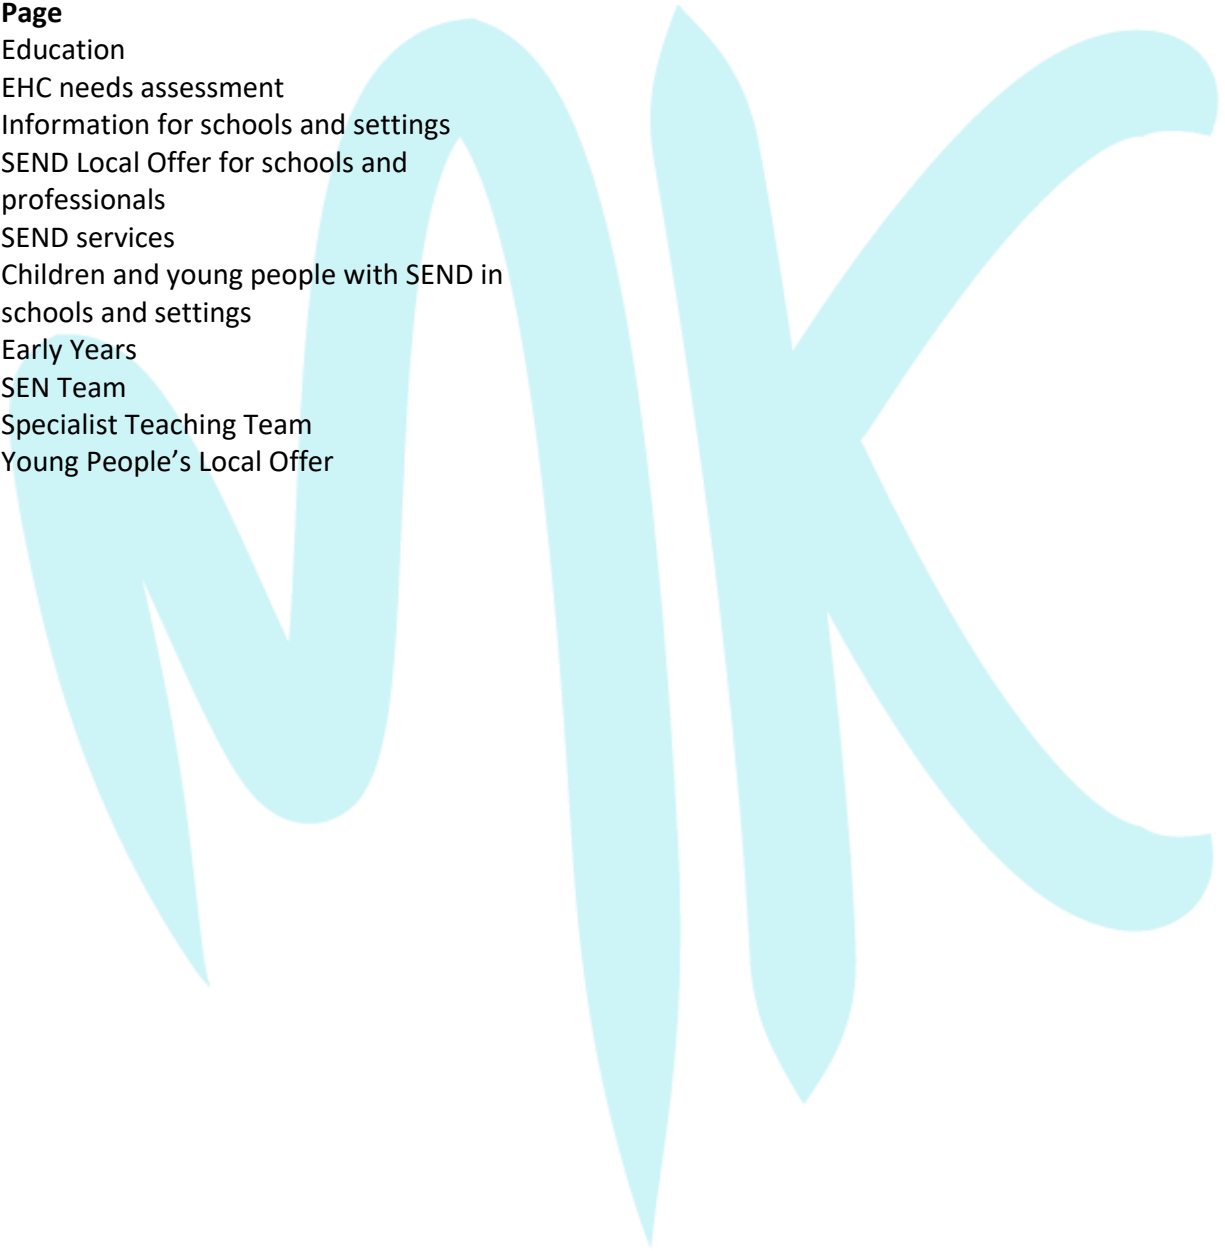 Page
Education
EHC needs assessment
Information for schools and settings
SEND Local Offer for schools and
professionals
SEND services
Children and young people with SEND in
schools and settings
Early Years
SEN Team
Specialist Teaching Team
Young People’s Local Offer
MK